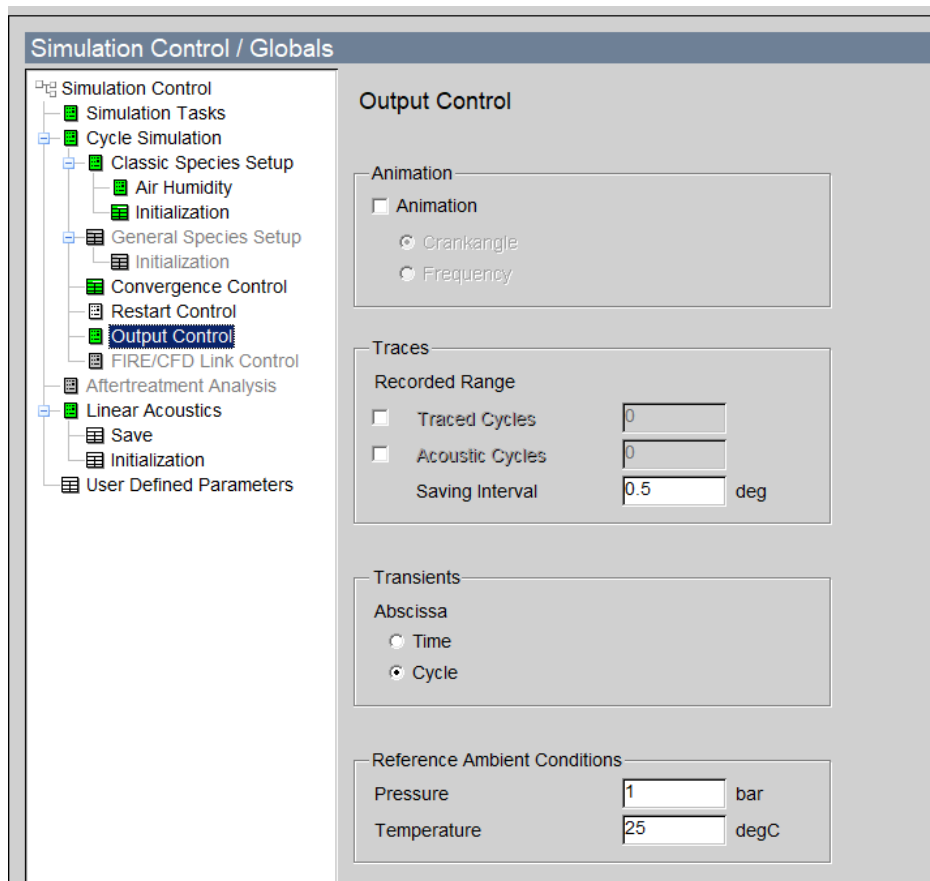 Simulation Control / Globals
Simulation Control
Simulation Tasks
Cycle Simulation
Classic Species Setup
Air Humidity
Initialization
General Species Setup
Initialization
Convergence Control
Restart Control
Output Control
FIRE/CFD Link Control
Aftertreatment Analysis
Linear Acoustics
Save
Initialization
User Defined Parameters
Output Control
Animation
Animation
Crankangle
Frequency
Traces
Recorded Range
Traced Cycles 0
Acoustic Cycles 0
Saving Interval 0.5 deg
Transients
Abscissa
Time
Cycle
Reference Ambient Conditions
Pressure 1 bar
Temperature 25 degC